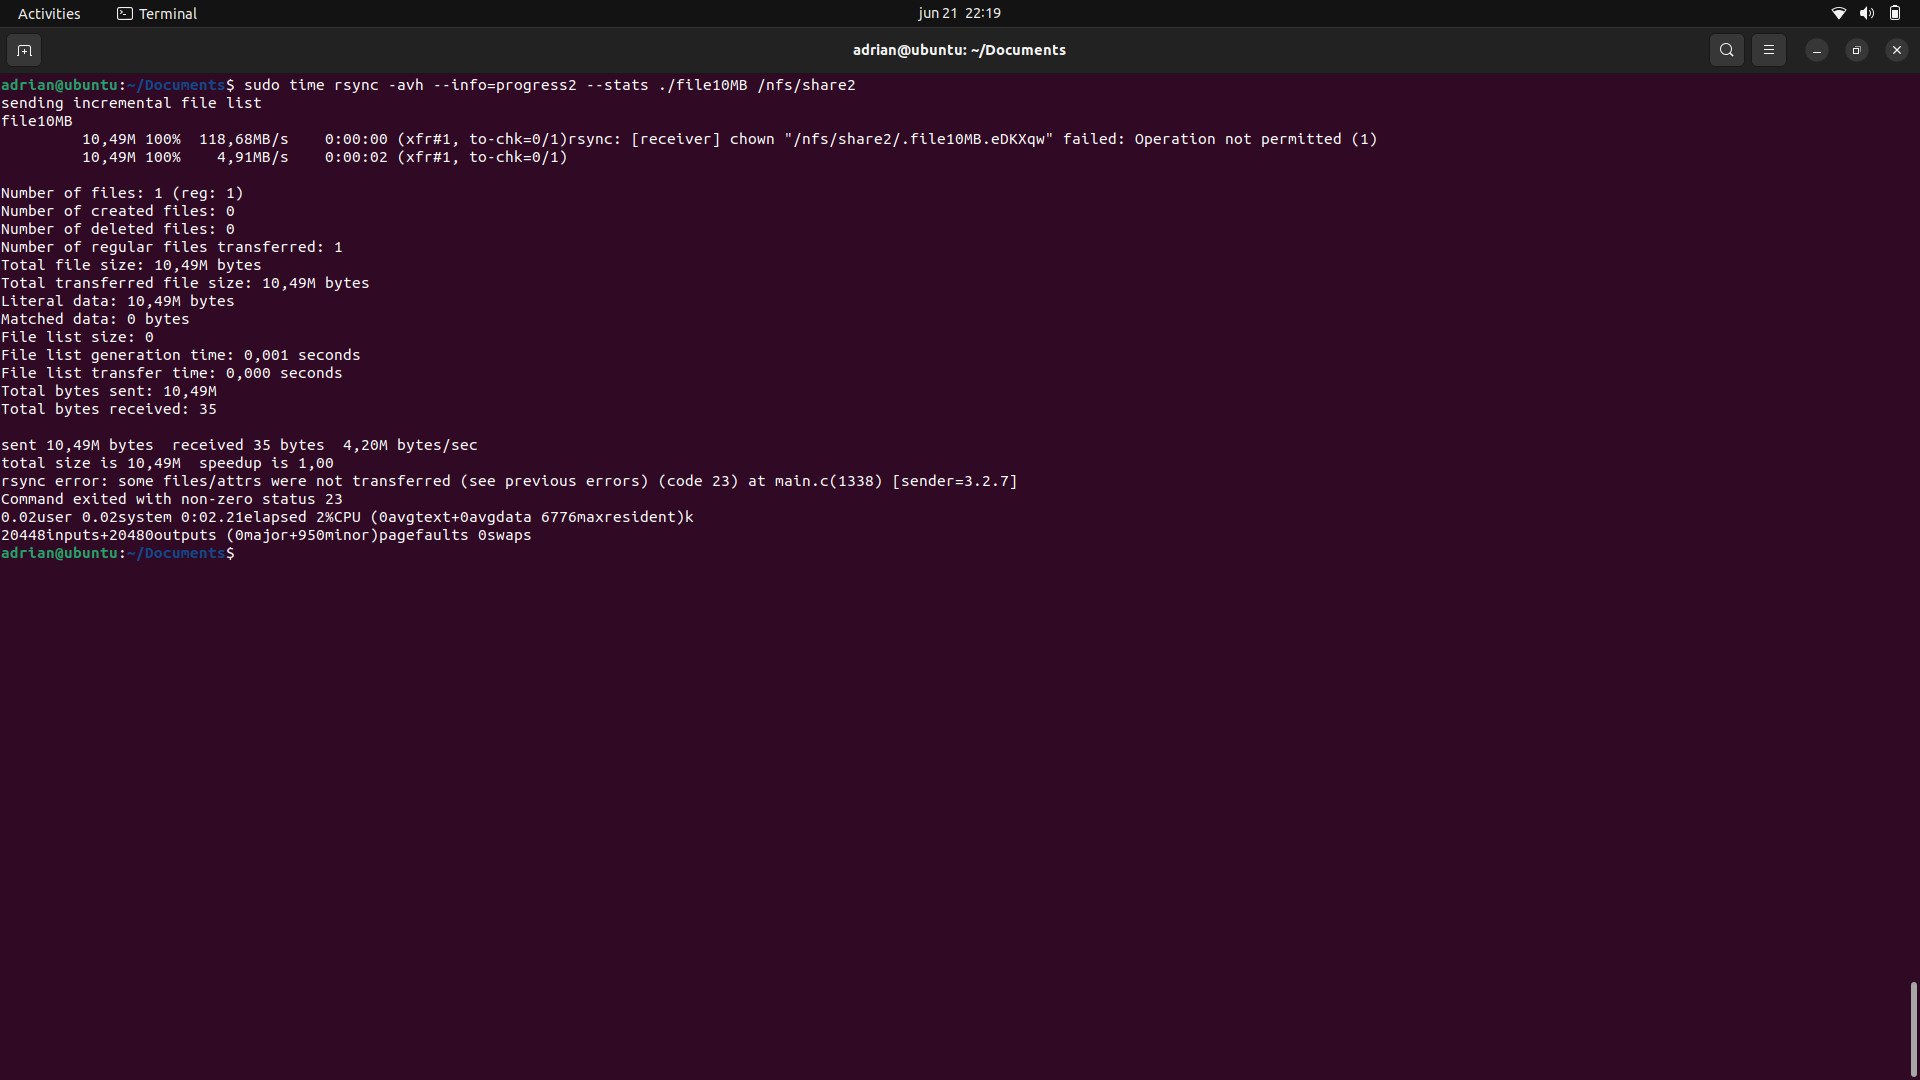 Activities
Terminal
jun 21 22:19
adrian@ubuntu: ~/Documents
adrian@ubuntu:~/Documents$ sudo time rsync -avh --info=progress2 --stats ./file10MB /nfs/share2
sending incremental file list
file10MB
         10,49M 100%  118,68MB/s    0:00:00 (xfr#1, to-chk=0/1)rsync: [receiver] chown "/nfs/share2/.file10MB.eDKXqw" failed: Operation not permitted (1)
         10,49M 100%    4,91MB/s    0:00:02 (xfr#1, to-chk=0/1)

Number of files: 1 (reg: 1)
Number of created files: 0
Number of deleted files: 0
Number of regular files transferred: 1
Total file size: 10,49M bytes
Total transferred file size: 10,49M bytes
Literal data: 10,49M bytes
Matched data: 0 bytes
File list size: 0
File list generation time: 0,001 seconds
File list transfer time: 0,000 seconds
Total bytes sent: 10,49M
Total bytes received: 35

sent 10,49M bytes  received 35 bytes  4,20M bytes/sec
total size is 10,49M  speedup is 1,00
rsync error: some files/attrs were not transferred (see previous errors) (code 23) at main.c(1338) [sender=3.2.7]
Command exited with non-zero status 23
0.02user 0.02system 0:02.21elapsed 2%CPU (0avgtext+0avgdata 6776maxresident)k
20448inputs+20480outputs (0major+950minor)pagefaults 0swaps
adrian@ubuntu:~/Documents$